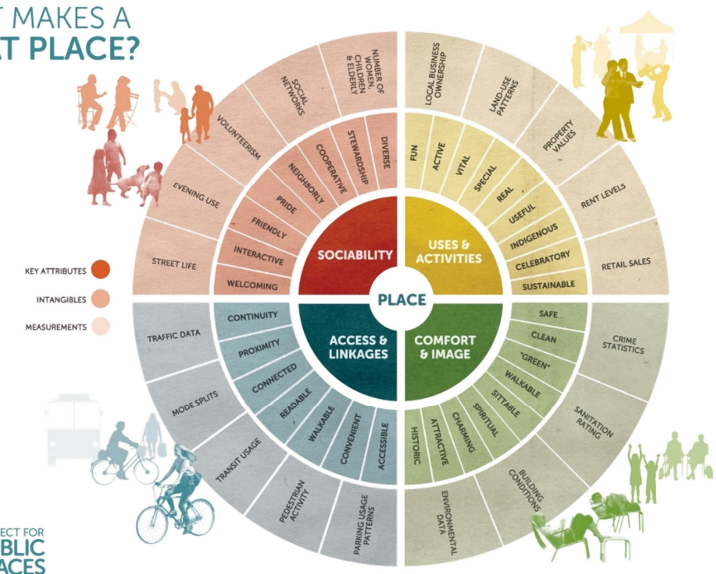 T MAKES A
AT PLACE?
NUMBER OF
WOMEN,
CHILDREN
& ELDERLY
SOCIAL
NETWORKS
VOLUNTEERISM
EVENING USE
STREET LIFE
DIVERSE
STEWARDSHIP
COOPERATIVE
NEIGHBORLY
PRIDE
FRIENDLY
INTERACTIVE
WELCOMING
SOCIABILITY
LOCAL BUSINESS
OWNERSHIP
LAND-USE
PATTERNS
PROPERTY
VALUES
RENT LEVELS
RETAIL SALES
FUN
ACTIVE
VITAL
SPECIAL
REAL
USEFUL
INDIGENOUS
CELEBRATORY
SUSTAINABLE
USES &
ACTIVITIES
PLACE
KEY ATTRIBUTES
INTANGIBLES
MEASUREMENTS
ACCESS &
LINKAGES
CONTINUITY
PROXIMITY
CONNECTED
READABLE
WALKABLE
CONVENIENT
ACCESSIBLE
TRAFFIC DATA
MODE SPLITS
TRANSIT USAGE
PEDESTRIAN
ACTIVITY
PARKING USAGE
PATTERNS
COMFORT
& IMAGE
SAFE
CLEAN
"GREEN"
WALKABLE
SITTABLE
SPIRITUAL
CHARMING
ATTRACTIVE
HISTORIC
CRIME
STATISTICS
SANITATION
RATING
BUILDING
CONDITIONS
ENVIRONMENTAL
DATA
ECT FOR
BLIC
ACES